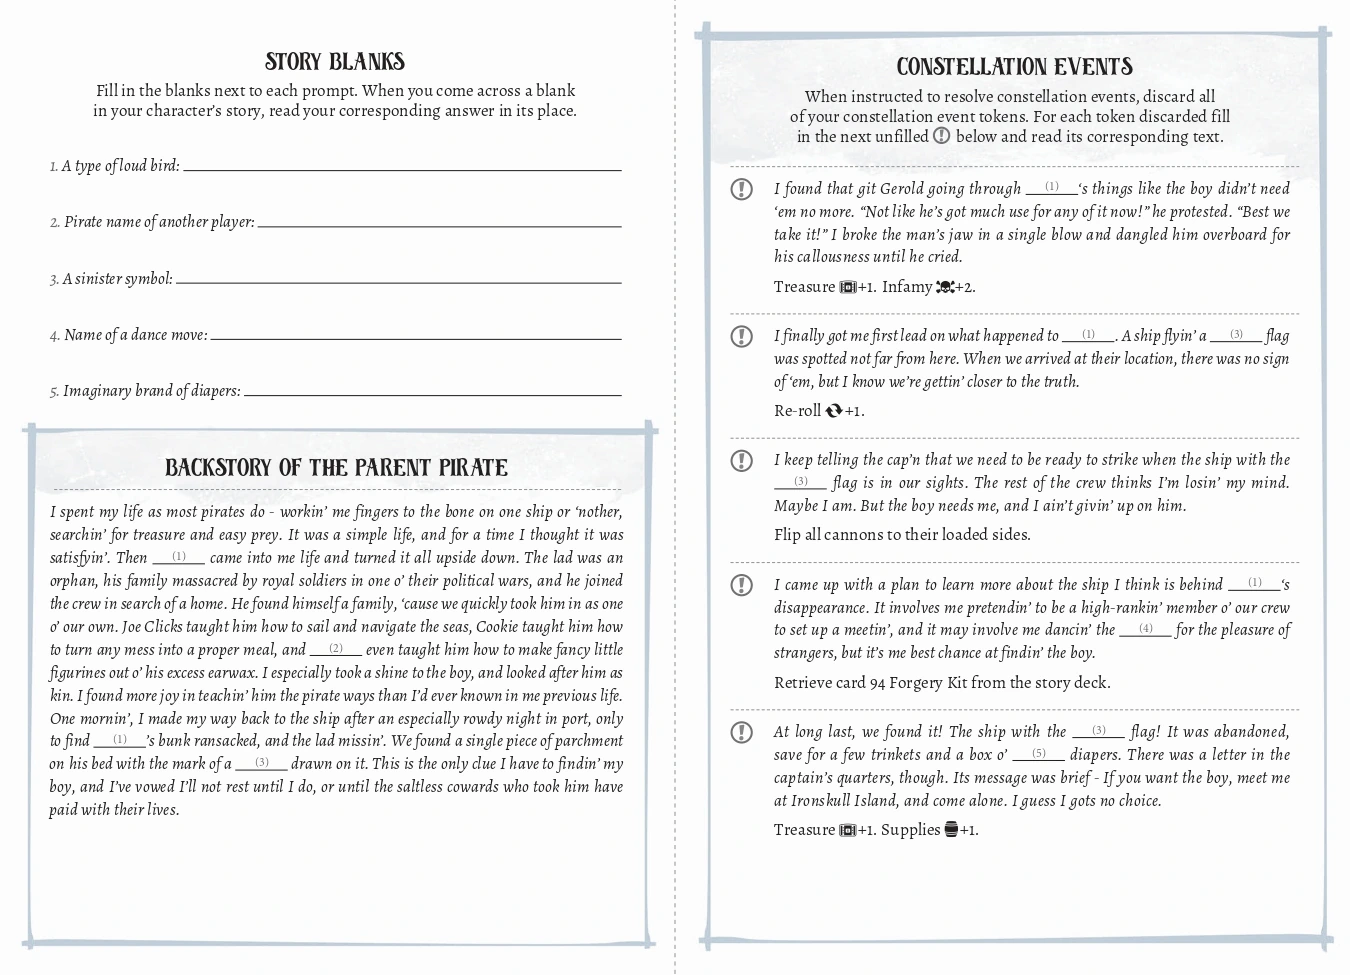 STORY BLANKS
Fill in the blanks next to each prompt. When you come across a blank
in your character's story, read your corresponding answer in its place.
1. A type of loud bird:
2. Pirate name of another player:
3. A sinister symbol:
4. Name of a dance move:
5. Imaginary brand of diapers:
BACKSTORY OF THE PARENT PIRATE
I spent my life as most pirates do - workin' me fingers to the bone on one ship or 'nother,
searchin' for treasure and easy prey. It was a simple life, and for a time I thought it was
satisfyin'. Then (1) came into me life and turned it all upside down. The lad was an
orphan, his family massacred by royal soldiers in one o' their political wars, and he joined
the crew in search of a home. He found himself a family, 'cause we quickly took him in as one
o' our own. Joe Clicks taught him how to sail and navigate the seas, Cookie taught him how
to turn any mess into a proper meal, and (2) even taught him how to make fancy little
figurines out o' his excess earwax. I especially took a shine to the boy, and looked after him as
kin. I found more joy in teachin' him the pirate ways than I'd ever known in me previous life.
One mornin', I made my way back to the ship after an especially rowdy night in port, only
to find (1)'s bunk ransacked, and the lad missin'. We found a single piece of parchment
on his bed with the mark of a (3) drawn on it. This is the only clue I have to findin' my
boy, and I've vowed I'll not rest until I do, or until the saltless cowards who took him have
paid with their lives.
CONSTELLATION EVENTS
When instructed to resolve constellation events, discard all
of your constellation event tokens. For each token discarded fill
in the next unfilled ! below and read its corresponding text.
! I found that git Gerold going through (1)'s things like the boy didn't need
'em no more. "Not like he's got much use for any of it now!" he protested. "Best we
take it!" I broke the man's jaw in a single blow and dangled him overboard for
his callousness until he cried.
Treasure +1. Infamy +2.
! I finally got me first lead on what happened to (1). A ship flyin' a (3) flag
was spotted not far from here. When we arrived at their location, there was no sign
of 'em, but I know we're gettin' closer to the truth.
Re-roll +1.
! I keep telling the cap'n that we need to be ready to strike when the ship with the
(3) flag is in our sights. The rest of the crew thinks I'm losin' my mind.
Maybe I am. But the boy needs me, and I ain't givin' up on him.
Flip all cannons to their loaded sides.
! I came up with a plan to learn more about the ship I think is behind (1)'s
disappearance. It involves me pretendin' to be a high-rankin' member o' our crew
to set up a meetin', and it may involve me dancin' the (4) for the pleasure of
strangers, but it's me best chance at findin' the boy.
Retrieve card 94 Forgery Kit from the story deck.
! At long last, we found it! The ship with the (3) flag! It was abandoned,
save for a few trinkets and a box o' (5) diapers. There was a letter in the
captain's quarters, though. Its message was brief - If you want the boy, meet me
at Ironskull Island, and come alone. I guess I gots no choice.
Treasure +1. Supplies +1.